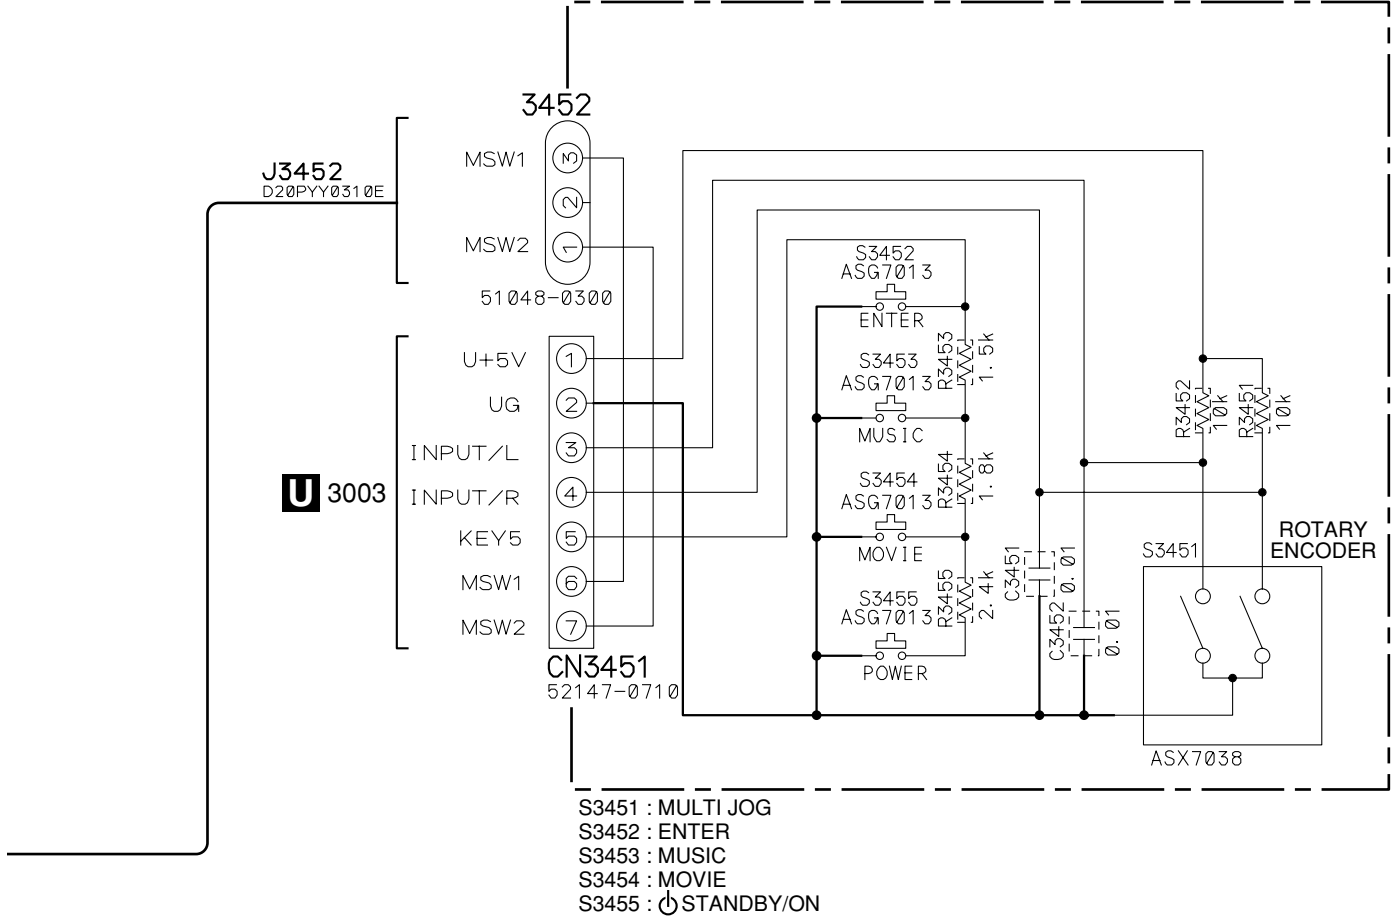 3452
J3452
D20PYY0310E
MSW1
3
2
MSW2
1
51048-0300
U 3003
U+5V
1
UG
2
INPUT/L
3
INPUT/R
4
KEY5
5
MSW1
6
MSW2
7
CN3451
52147-0710
S3452
ASG7013
ENTER
R3453
1.5k
S3453
ASG7013
MUSIC
R3454
1.8k
S3454
ASG7013
MOVIE
R3455
2.4k
S3455
ASG7013
POWER
C3451
0.01
C3452
0.01
R3452
10k
R3451
10k
ROTARY
ENCODER
S3451
ASX7038
S3451 : MULTI JOG
S3452 : ENTER
S3453 : MUSIC
S3454 : MOVIE
S3455 : ⏻ STANDBY/ON